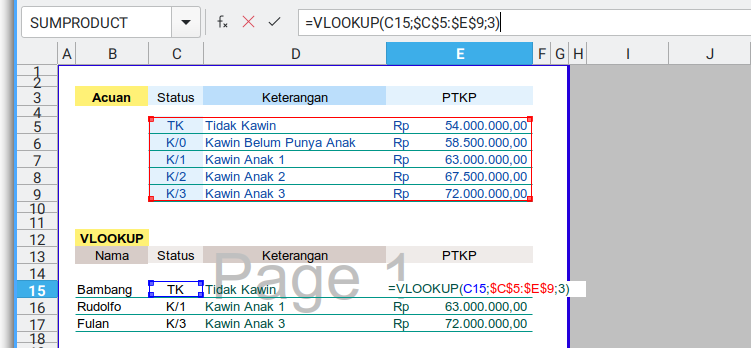 SUMPRODUCT fx =VLOOKUP(C15;$C$5:$E$9;3)
A B C D E F G H I J
1
2
3 Acuan Status Keterangan PTKP
4
5 TK Tidak Kawin Rp 54.000.000,00
6 K/0 Kawin Belum Punya Anak Rp 58.500.000,00
7 K/1 Kawin Anak 1 Rp 63.000.000,00
8 K/2 Kawin Anak 2 Rp 67.500.000,00
9 K/3 Kawin Anak 3 Rp 72.000.000,00
10
11
12 VLOOKUP
13 Nama Status Keterangan PTKP
14
Page 1
15 Bambang TK Tidak Kawin =VLOOKUP(C15;$C$5:$E$9;3)
16 Rudolfo K/1 Kawin Anak 1 Rp 63.000.000,00
17 Fulan K/3 Kawin Anak 3 Rp 72.000.000,00
18